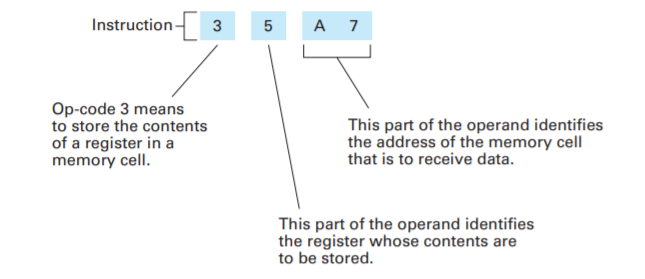 Instruction 3 5 A 7
Op-code 3 means
to store the contents
of a register in a
memory cell.
This part of the operand identifies
the address of the memory cell
that is to receive data.
This part of the operand identifies
the register whose contents are
to be stored.